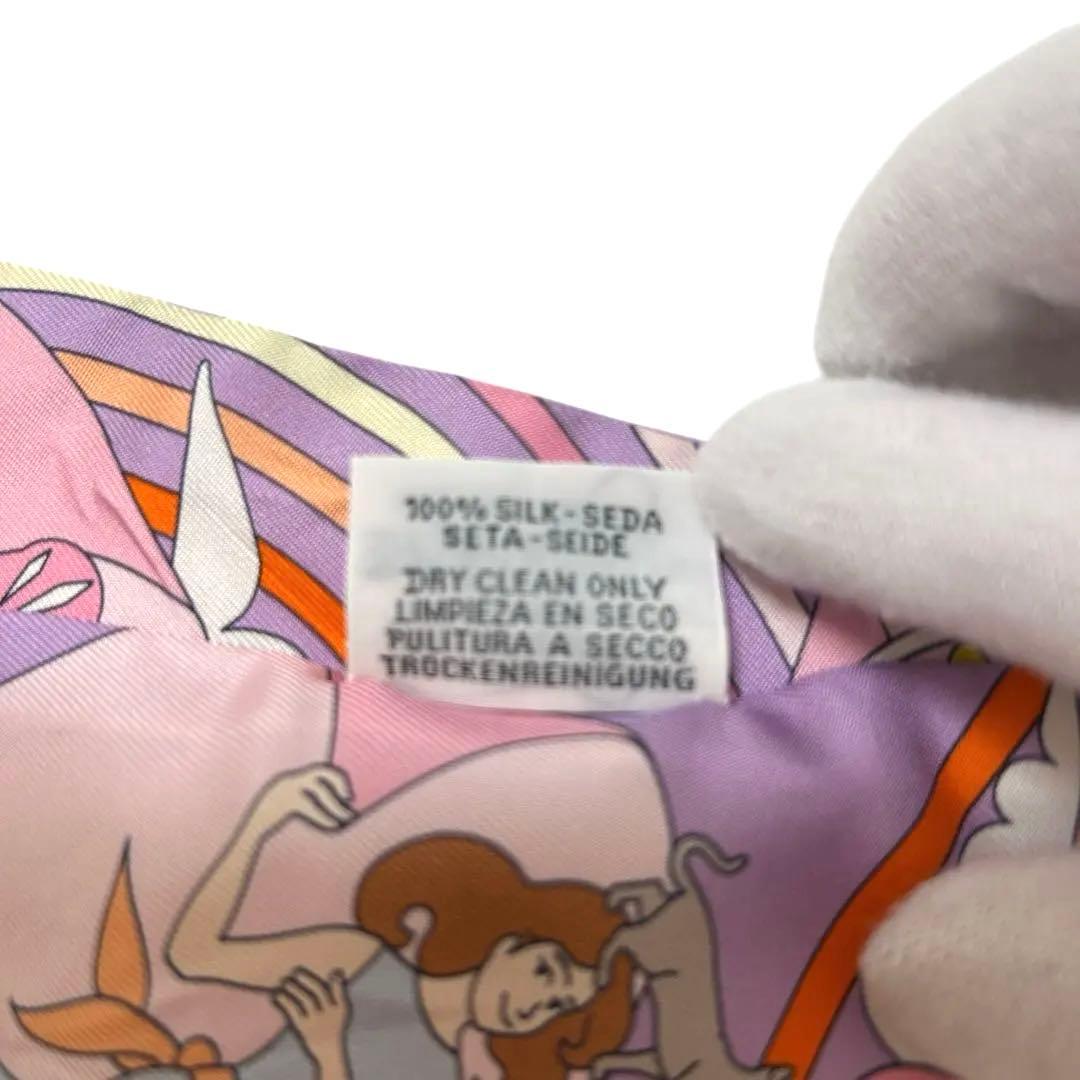 100% SILK-SEDA
SETA-SEIDE
DRY CLEAN ONLY
LIMPIEZA EN SECO
PULITURA A SECCO
TROCKENREINIGUNG